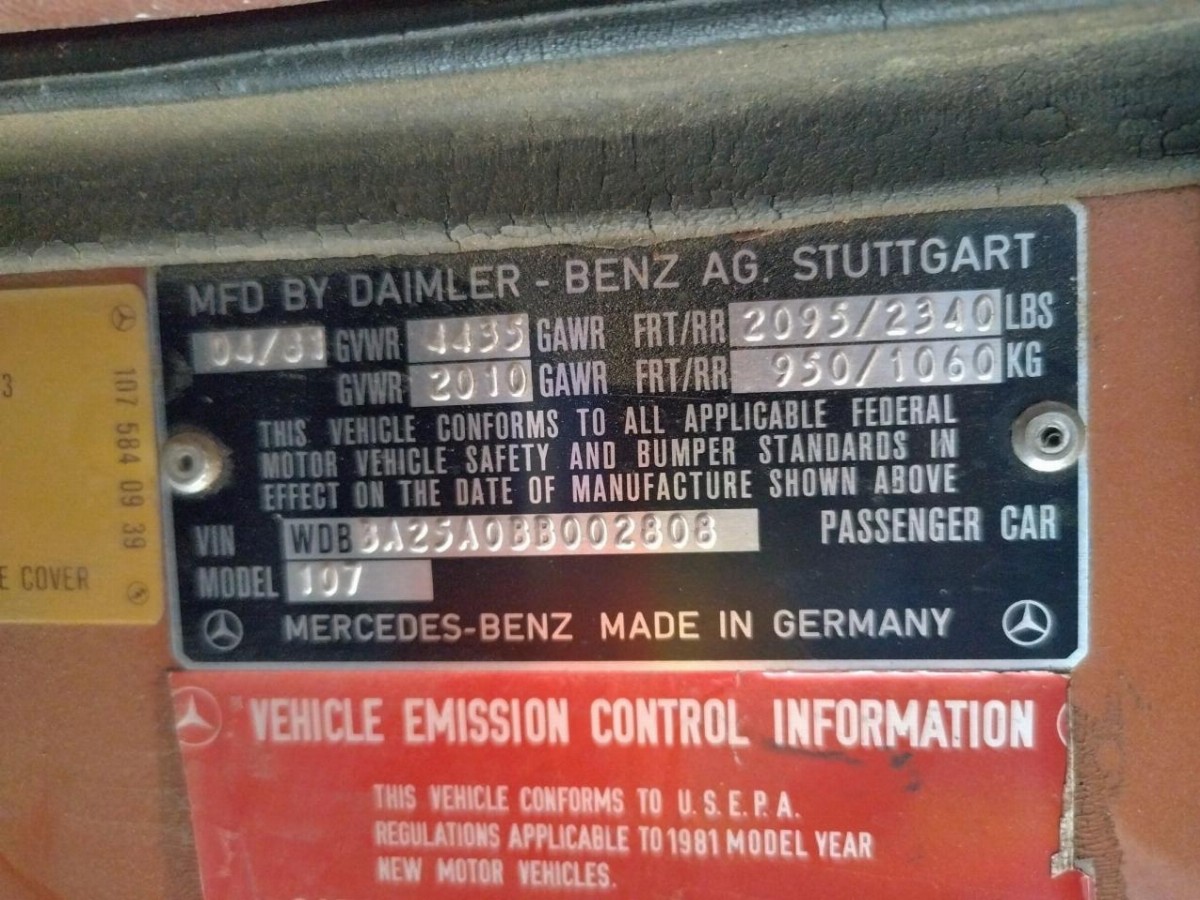 MFD BY DAIMLER - BENZ AG. STUTTGART
04/81 GVWR 4435 GAWR FRT/RR 2095/2340 LBS
GVWR 2010 GAWR FRT/RR 950/1060 KG
THIS VEHICLE CONFORMS TO ALL APPLICABLE FEDERAL
MOTOR VEHICLE SAFETY AND BUMPER STANDARDS IN
EFFECT ON THE DATE OF MANUFACTURE SHOWN ABOVE
VIN WDBBA25A0BB002808 PASSENGER CAR
MODEL 107
MERCEDES-BENZ MADE IN GERMANY
3
107 584 09 39
E COVER
VEHICLE EMISSION CONTROL INFORMATION
THIS VEHICLE CONFORMS TO U.S.E.P.A.
REGULATIONS APPLICABLE TO 1981 MODEL YEAR
NEW MOTOR VEHICLES.